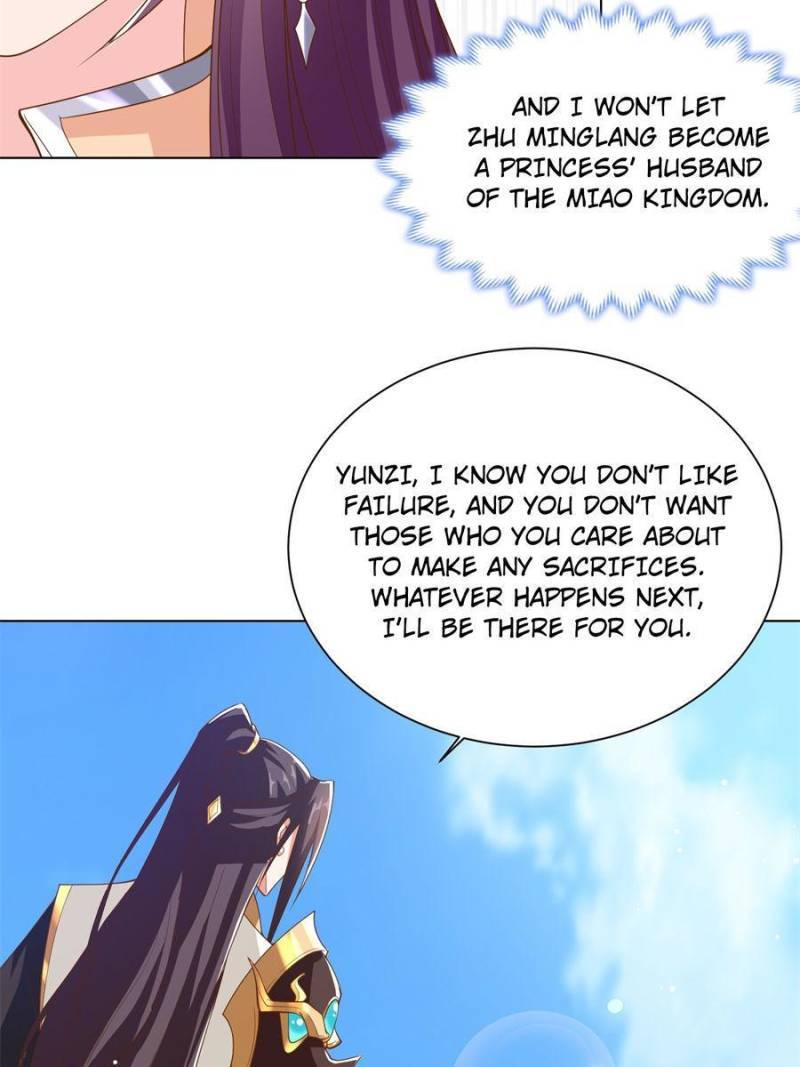 AND I WON'T LET
ZHU MINGLANG BECOME
A PRINCESS' HUSBAND
OF THE MIAO KINGDOM.
YUNZI, I KNOW YOU DON'T LIKE
FAILURE, AND YOU DON'T WANT
THOSE WHO YOU CARE ABOUT
TO MAKE ANY SACRIFICES.
WHATEVER HAPPENS NEXT,
I'LL BE THERE FOR YOU.